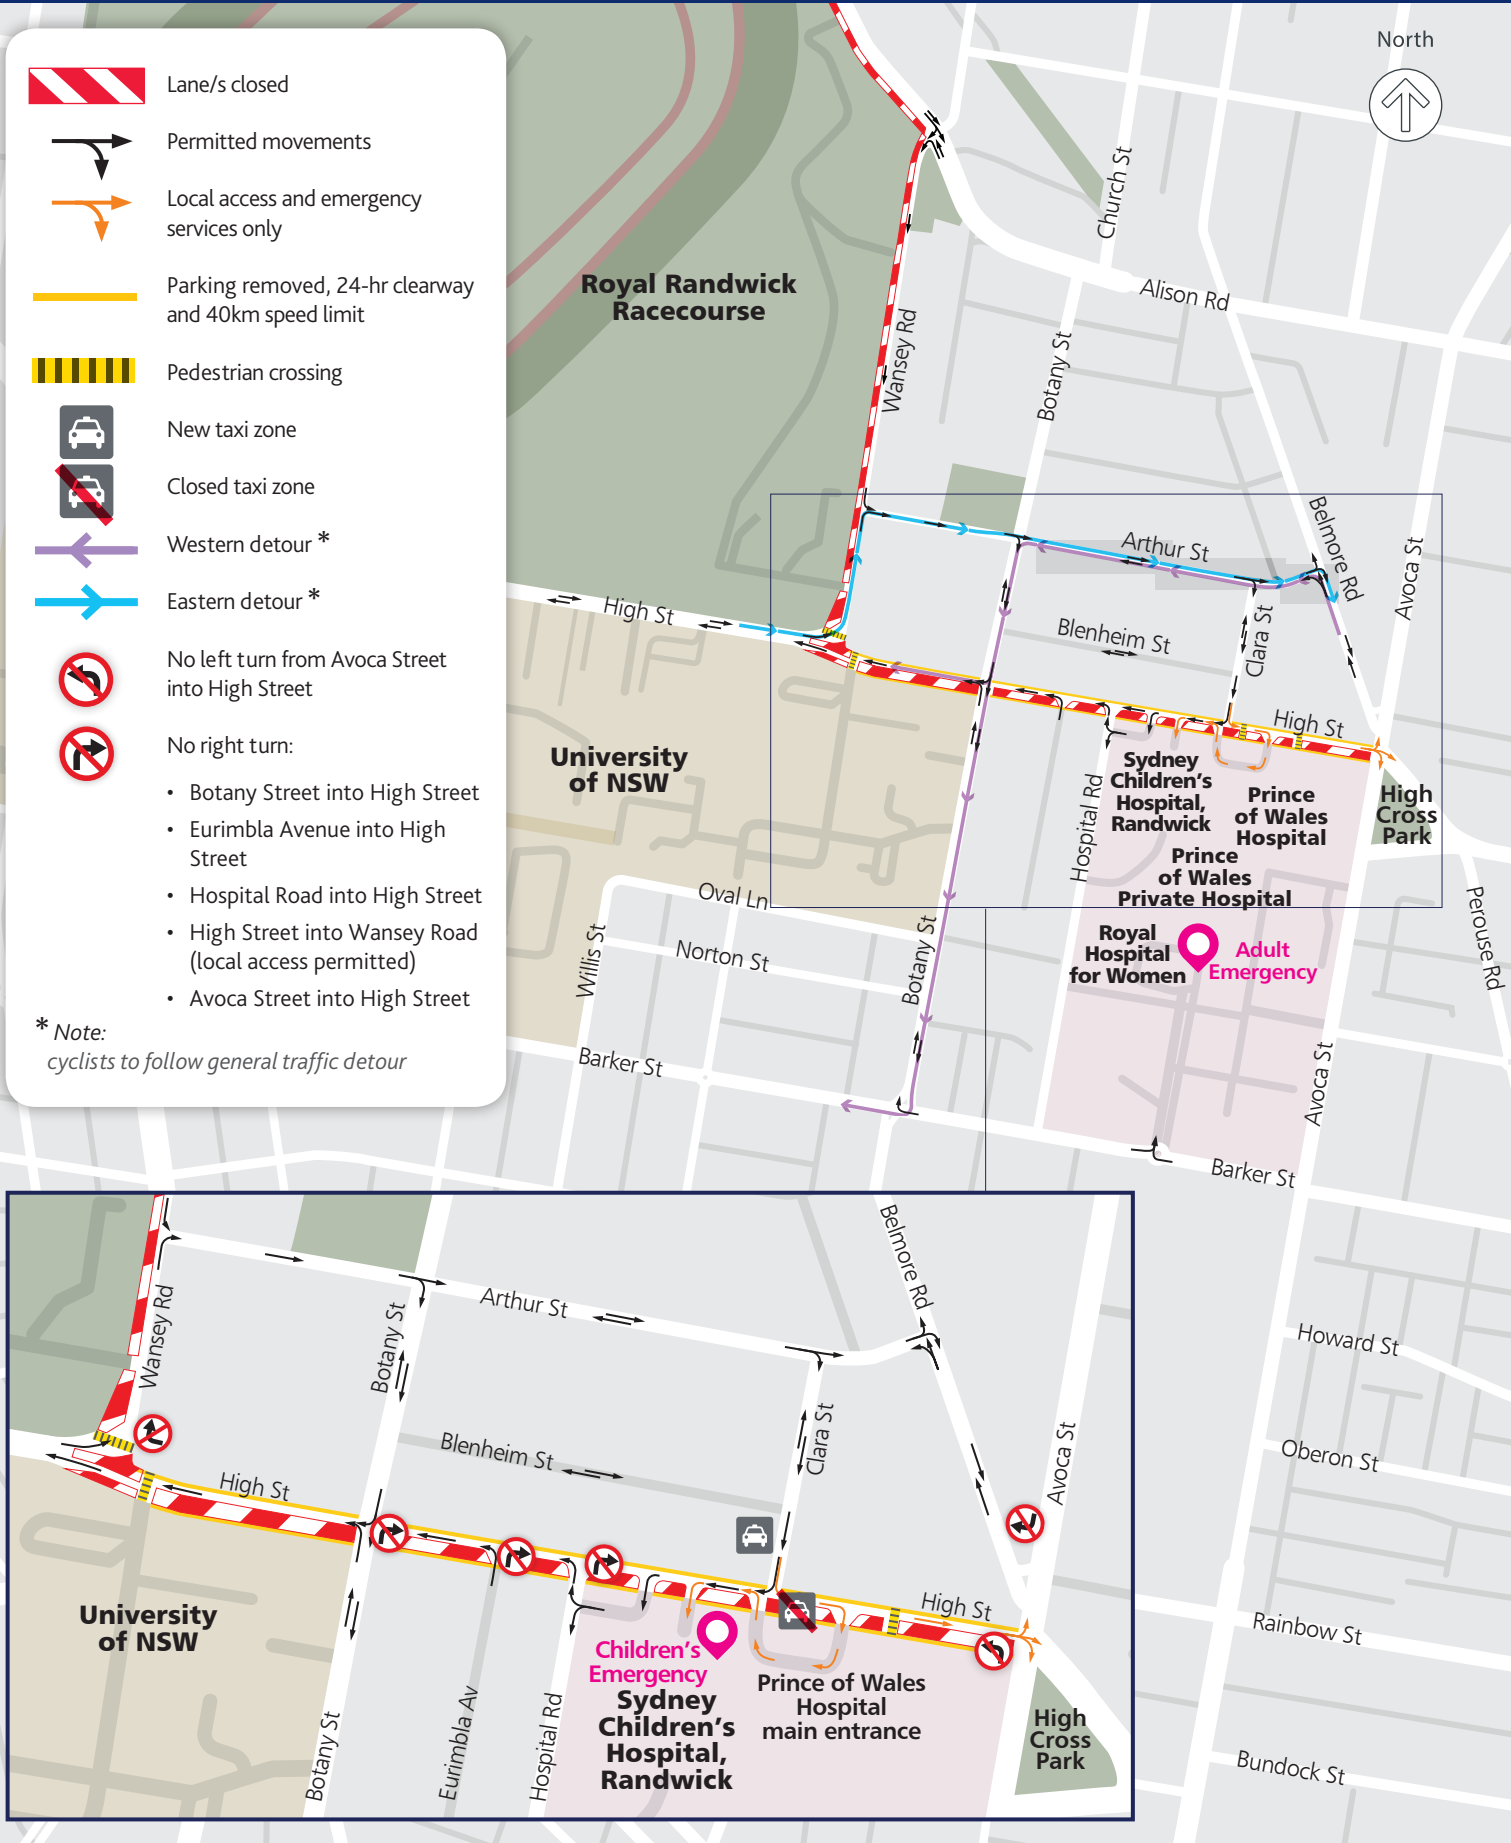 Lane/s closed
Permitted movements
Local access and emergency
services only
Parking removed, 24-hr clearway
and 40km speed limit
Pedestrian crossing
New taxi zone
Closed taxi zone
Western detour *
Eastern detour *
No left turn from Avoca Street
into High Street
No right turn:
• Botany Street into High Street
• Eurimbla Avenue into High
Street
• Hospital Road into High Street
• High Street into Wansey Road
(local access permitted)
• Avoca Street into High Street
* Note:
cyclists to follow general traffic detour
North
Church St
Royal Randwick
Racecourse
Alison Rd
Wansey Rd
Botany St
Belmore Rd
Arthur St
Avoca St
High St
Blenheim St
Clara St
High St
University
of NSW
Sydney
Children's
Hospital,
Randwick
Prince
of Wales
Hospital
High
Cross
Park
Hospital Rd
Prince
of Wales
Private Hospital
Oval Ln
Perouse Rd
Willis St
Norton St
Botany St
Royal
Hospital
for Women
Adult
Emergency
Barker St
Avoca St
Barker St
Belmore Rd
Wansey Rd
Arthur St
Botany St
Howard St
Blenheim St
Clara St
Avoca St
Oberon St
High St
High St
University
of NSW
Rainbow St
Children's
Emergency
Sydney
Children's
Hospital,
Randwick
Prince of Wales
Hospital
main entrance
High
Cross
Park
Botany St
Eurimbla Av
Hospital Rd
Bundock St